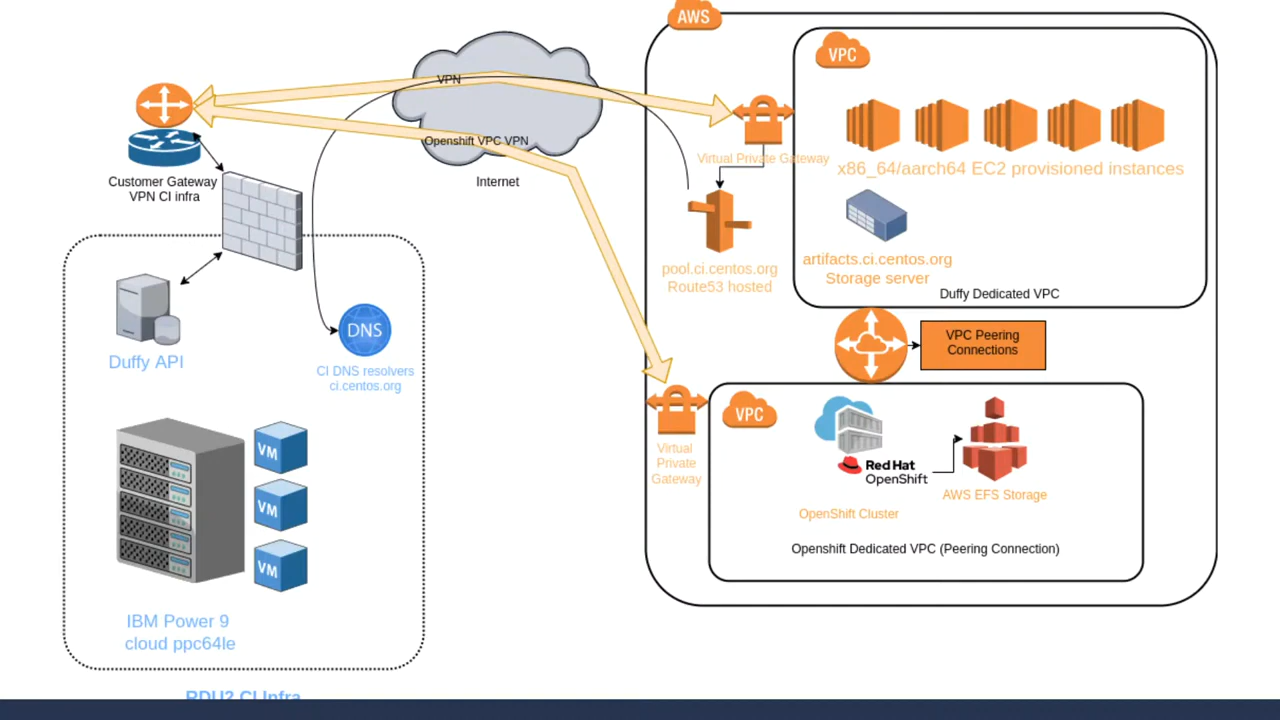 AWS
VPC
VPN
Openshift VPC VPN
Internet
Customer Gateway
VPN CI infra
Virtual Private Gateway
x86_64/aarch64 EC2 provisioned instances
pool.ci.centos.org
Route53 hosted
artifacts.ci.centos.org
Storage server
Duffy Dedicated VPC
Duffy API
DNS
CI DNS resolvers
ci.centos.org
VPC Peering
Connections
VPC
Virtual
Private
Gateway
Red Hat
OpenShift
OpenShift Cluster
AWS EFS Storage
Openshift Dedicated VPC (Peering Connection)
VM
VM
VM
IBM Power 9
cloud ppc64le
RDU2 CI Infra